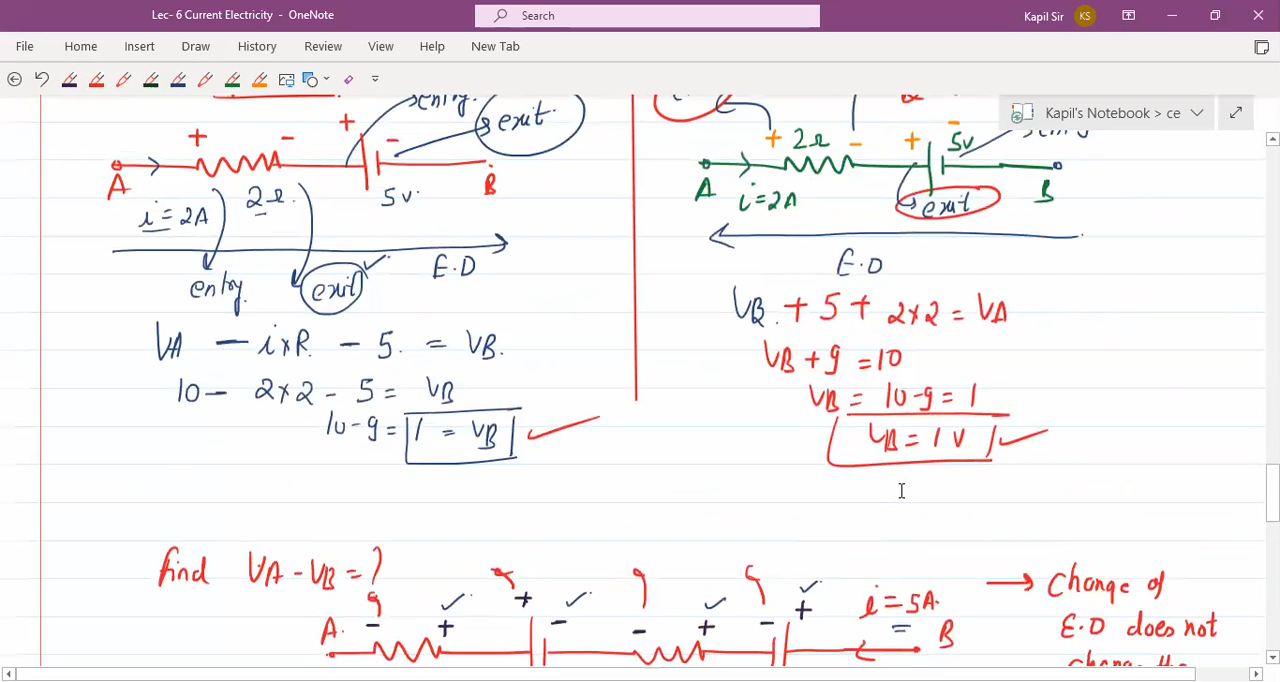 Lec- 6 Current Electricity - OneNote
Search
Kapil Sir KS
File Home Insert Draw History Review View Help New Tab
Kapil's Notebook > ce
entry.
exit
+ - + -
A B
i = 2A
2Ω
5v
entry
exit
E.D
VA - i×R. - 5. = VB.
10 - 2×2 - 5 = VB
10-9 = 1 = VB
+ 2Ω - + 5v -
A B
i=2A
exit
E.D
VB. + 5 + 2×2 = VA
VB + 9 = 10
VB = 10-9 = 1
VB = 1 V
find VA - VB = ?
- + + - - + - +
A. i = 5A. B
→ Change of
E.D does not